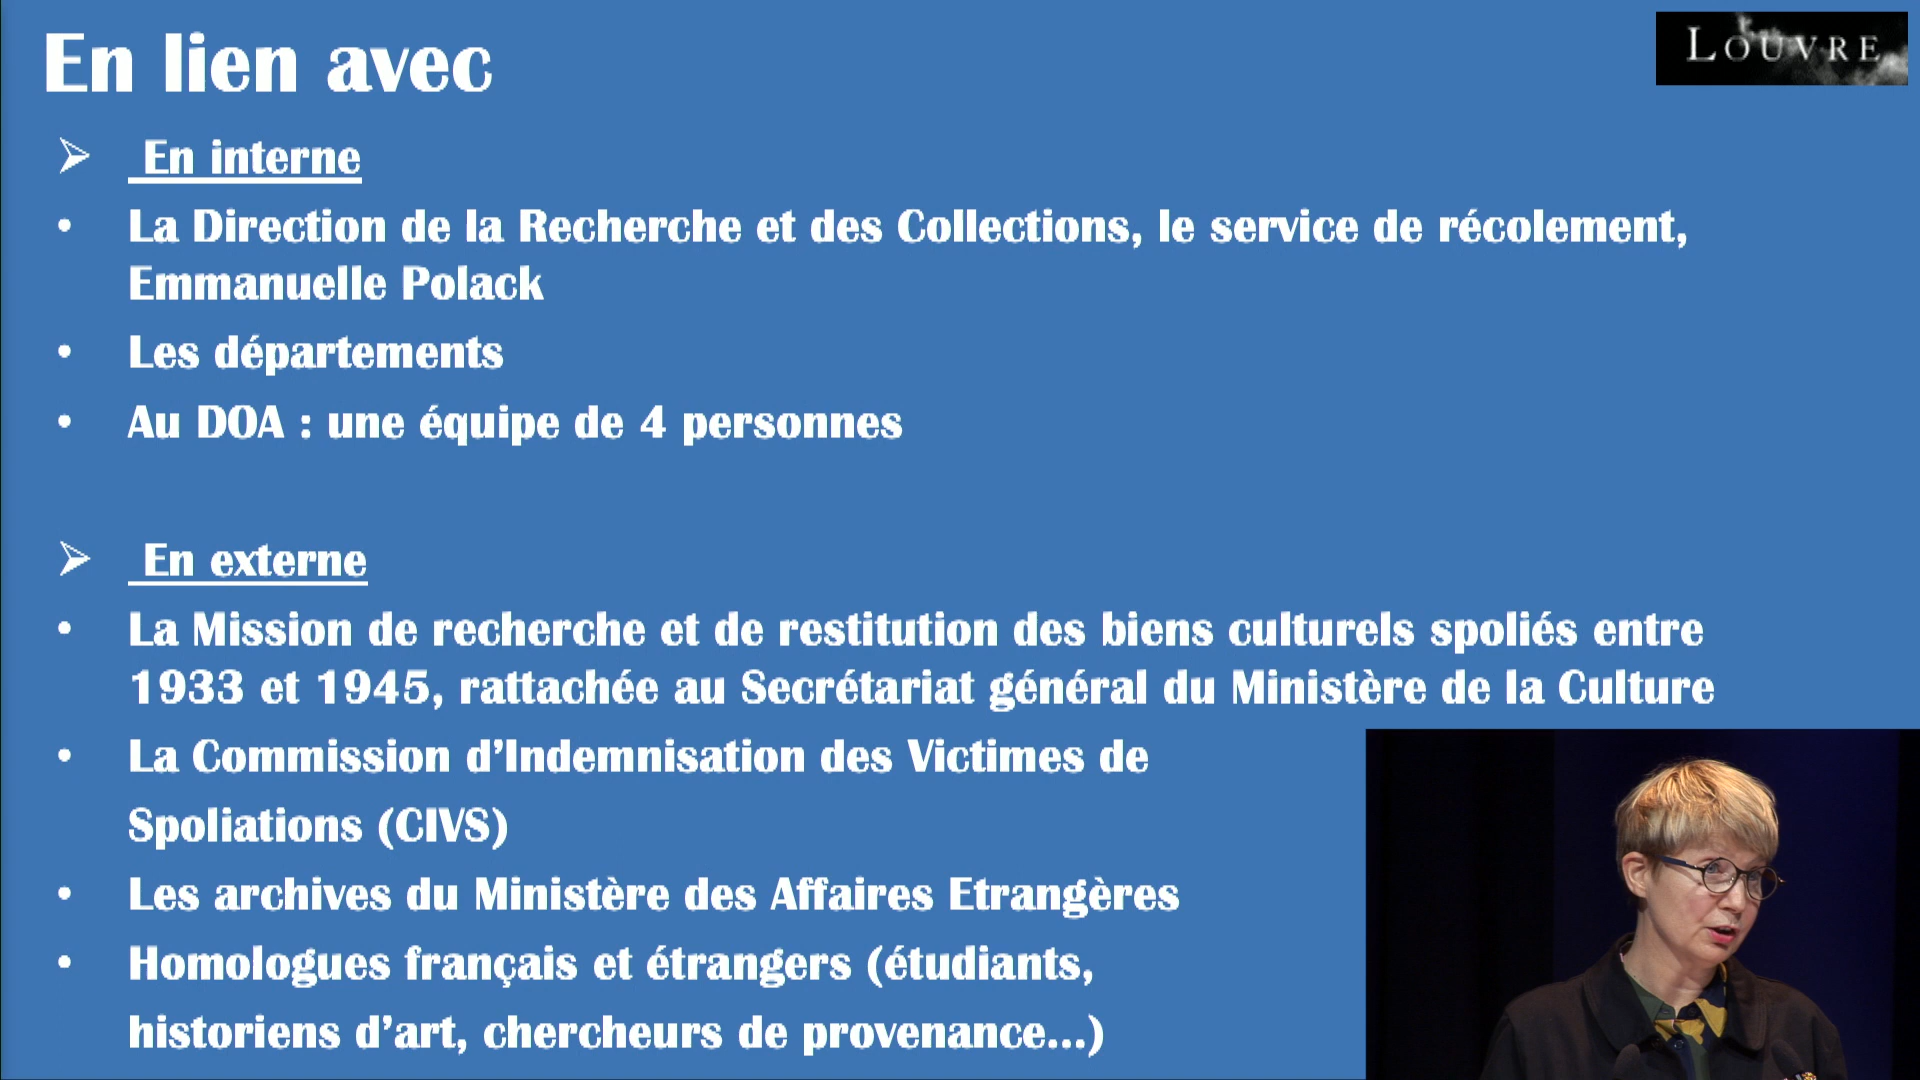 En lien avec
LOUVRE
En interne
La Direction de la Recherche et des Collections, le service de récolement,
Emmanuelle Polack
Les départements
Au DOA : une équipe de 4 personnes
En externe
La Mission de recherche et de restitution des biens culturels spoliés entre
1933 et 1945, rattachée au Secrétariat général du Ministère de la Culture
La Commission d’Indemnisation des Victimes de
Spoliations (CIVS)
Les archives du Ministère des Affaires Etrangères
Homologues français et étrangers (étudiants,
historiens d’art, chercheurs de provenance...)